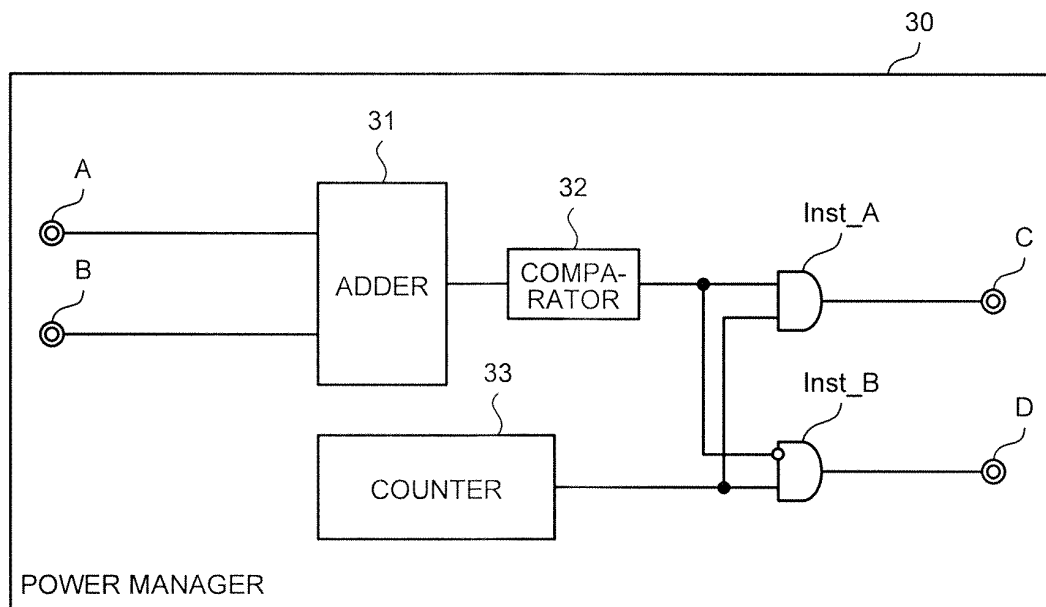 30
31
A
32
Inst_A
C
B
ADDER
COMPA-
RATOR
33
Inst_B
D
COUNTER
POWER MANAGER